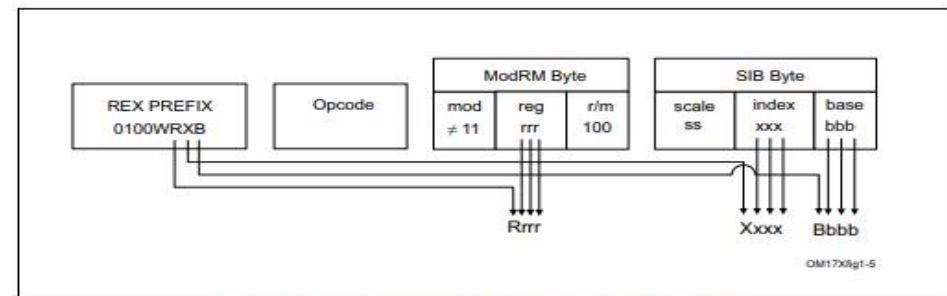 ModRM Byte
SIB Byte
REX PREFIX
0100WRXB
Opcode
mod
≠ 11
reg
rrr
r/m
100
scale
ss
index
xxx
base
bbb
Rrrr
Xxxx
Bbbb
OM17Xfig1-5